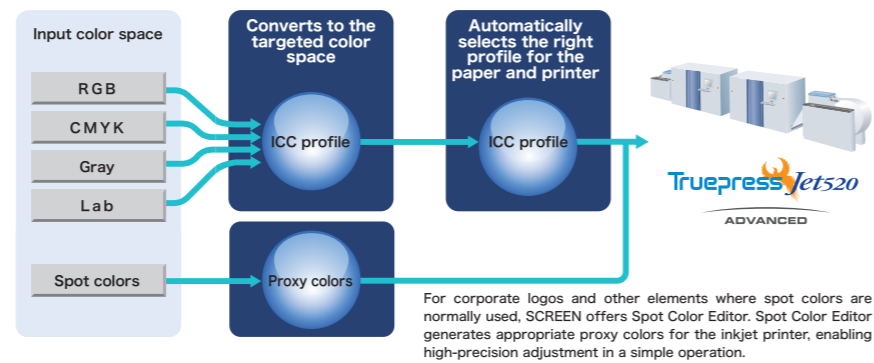 Input color space
RGB
CMYK
Gray
Lab
Spot colors
Converts to the
targeted color
space
ICC profile
Proxy colors
Automatically
selects the right
profile for the
paper and printer
ICC profile
Truepress Jet520
ADVANCED
For corporate logos and other elements where spot colors are
normally used, SCREEN offers Spot Color Editor. Spot Color Editor
generates appropriate proxy colors for the inkjet printer, enabling
high-precision adjustment in a simple operation.